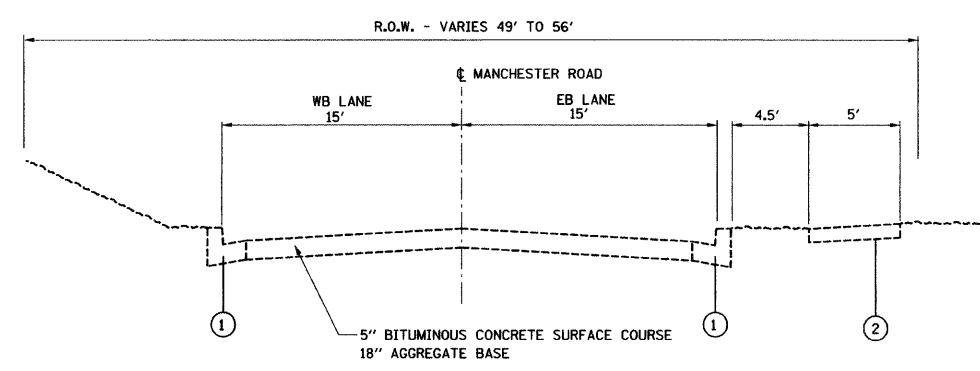 R.O.W. - VARIES 49' TO 56'
℄ MANCHESTER ROAD
WB LANE
15'
EB LANE
15'
4.5'
5'
5'' BITUMINOUS CONCRETE SURFACE COURSE
18'' AGGREGATE BASE
1
1
2